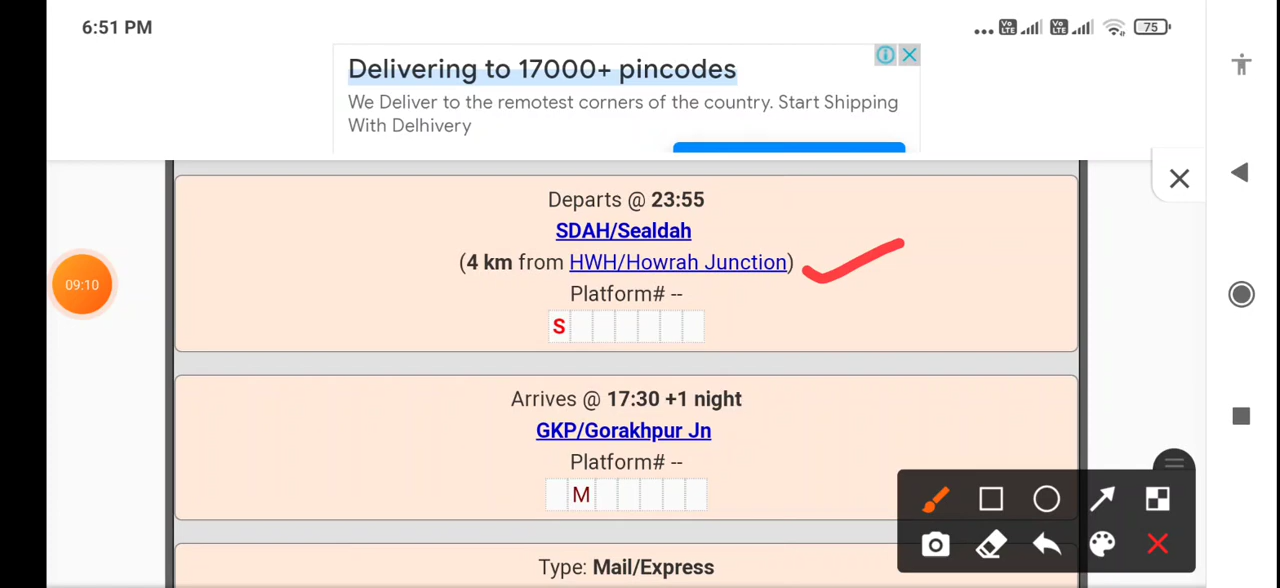 6:51 PM
VoLTE VoLTE 75
Delivering to 17000+ pincodes
We Deliver to the remotest corners of the country. Start Shipping
With Delhivery
Departs @ 23:55
SDAH/Sealdah
(4 km from HWH/Howrah Junction)
Platform# --
S
09:10
Arrives @ 17:30 +1 night
GKP/Gorakhpur Jn
Platform# --
M
Type: Mail/Express